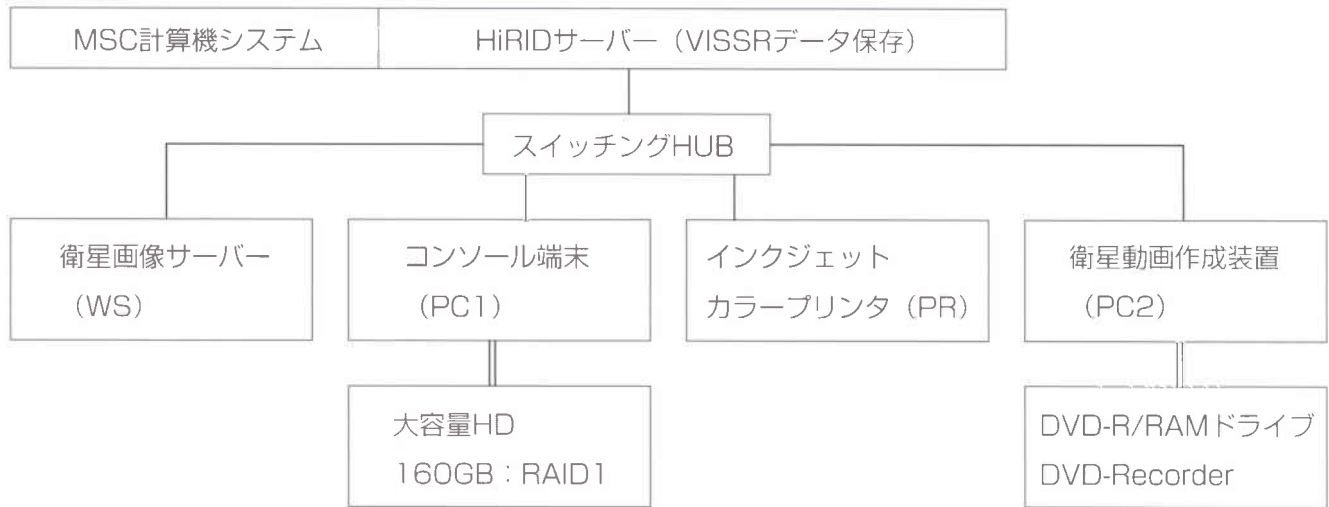 MSC計算機システム
HiRIDサーバー（VISSRデータ保存）
スイッチングHUB
衛星画像サーバー
（WS）
コンソール端末
（PC1）
インクジェット
カラープリンタ（PR）
衛星動画作成装置
（PC2）
大容量HD
160GB：RAID1
DVD-R/RAMドライブ
DVD-Recorder